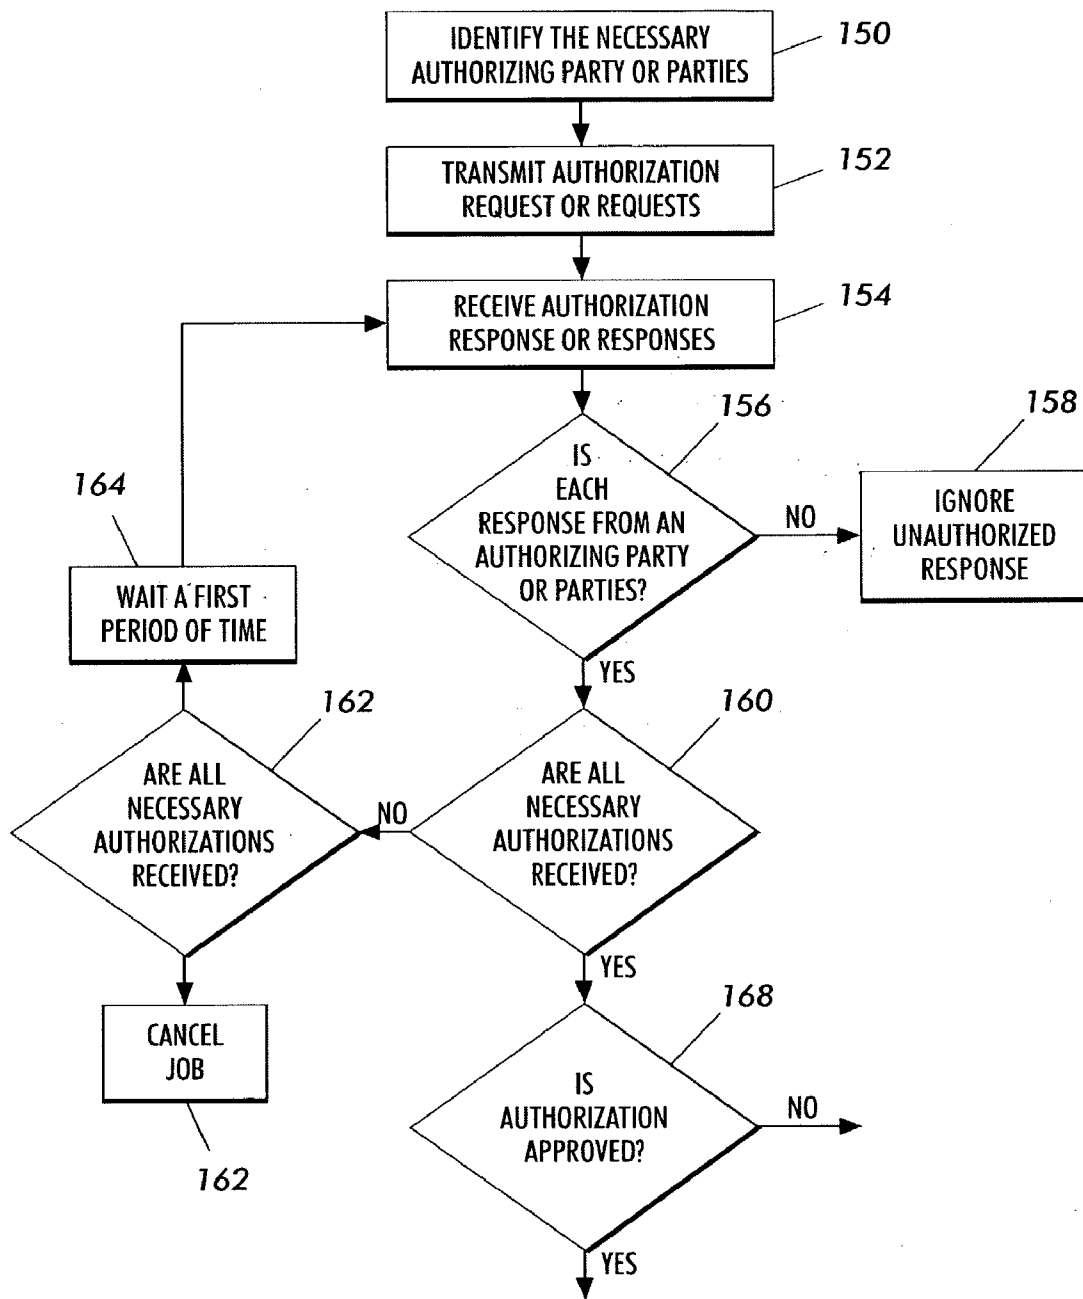 IDENTIFY THE NECESSARY
AUTHORIZING PARTY OR PARTIES
150
TRANSMIT AUTHORIZATION
REQUEST OR REQUESTS
152
RECEIVE AUTHORIZATION
RESPONSE OR RESPONSES
154
IS
EACH
RESPONSE FROM AN
AUTHORIZING PARTY
OR PARTIES?
156
NO
IGNORE
UNAUTHORIZED
RESPONSE
158
YES
ARE ALL
NECESSARY
AUTHORIZATIONS
RECEIVED?
160
NO
ARE ALL
NECESSARY
AUTHORIZATIONS
RECEIVED?
162
WAIT A FIRST
PERIOD OF TIME
164
CANCEL
JOB
162
YES
IS
AUTHORIZATION
APPROVED?
168
NO
YES